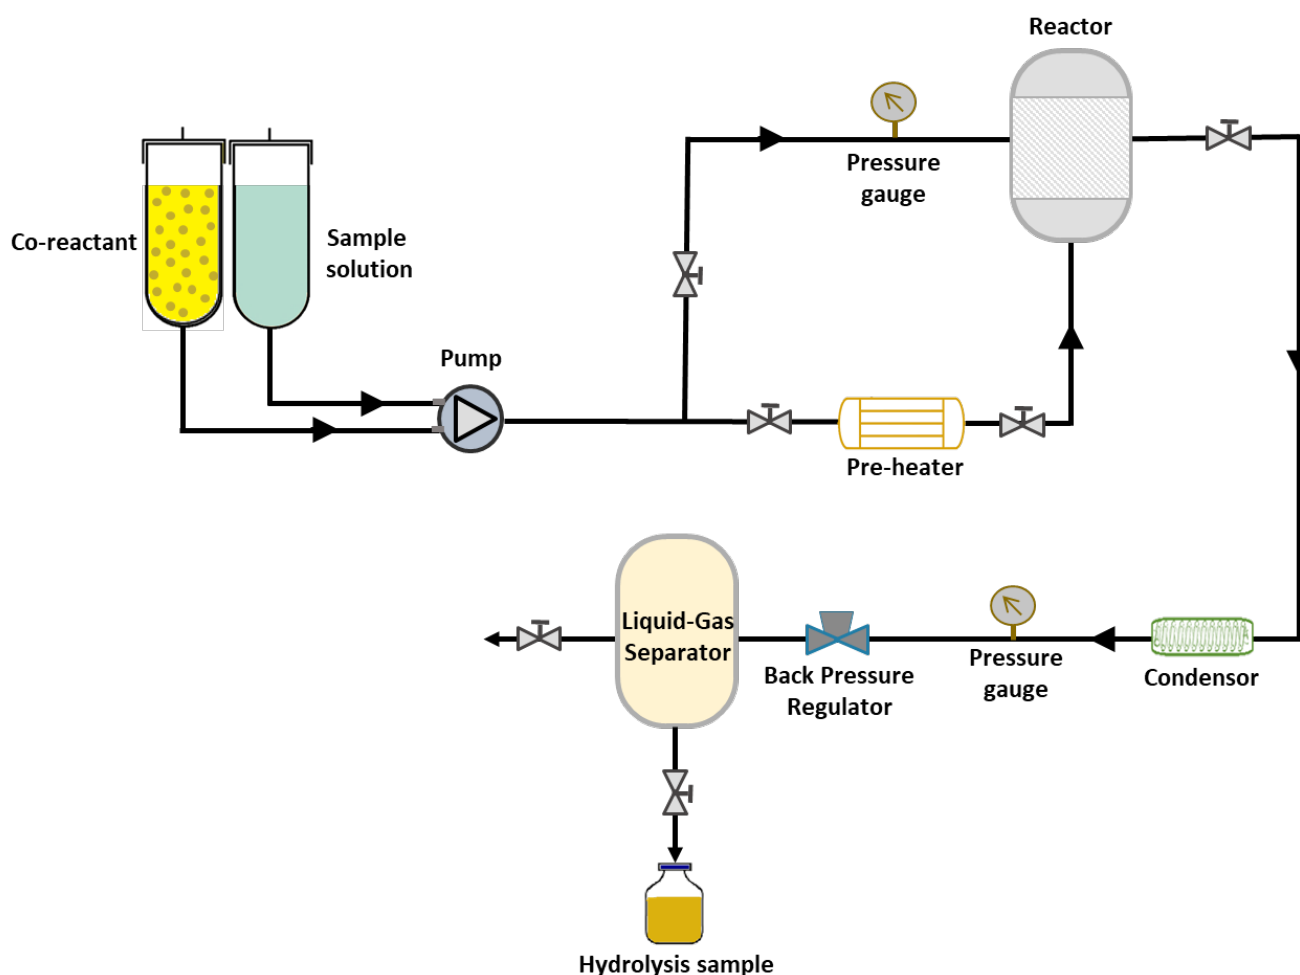 Reactor
Pressure
gauge
Co-reactant
Sample
solution
Pump
Pre-heater
Liquid-Gas
Separator
Back Pressure
Regulator
Pressure
gauge
Condensor
Hydrolysis sample